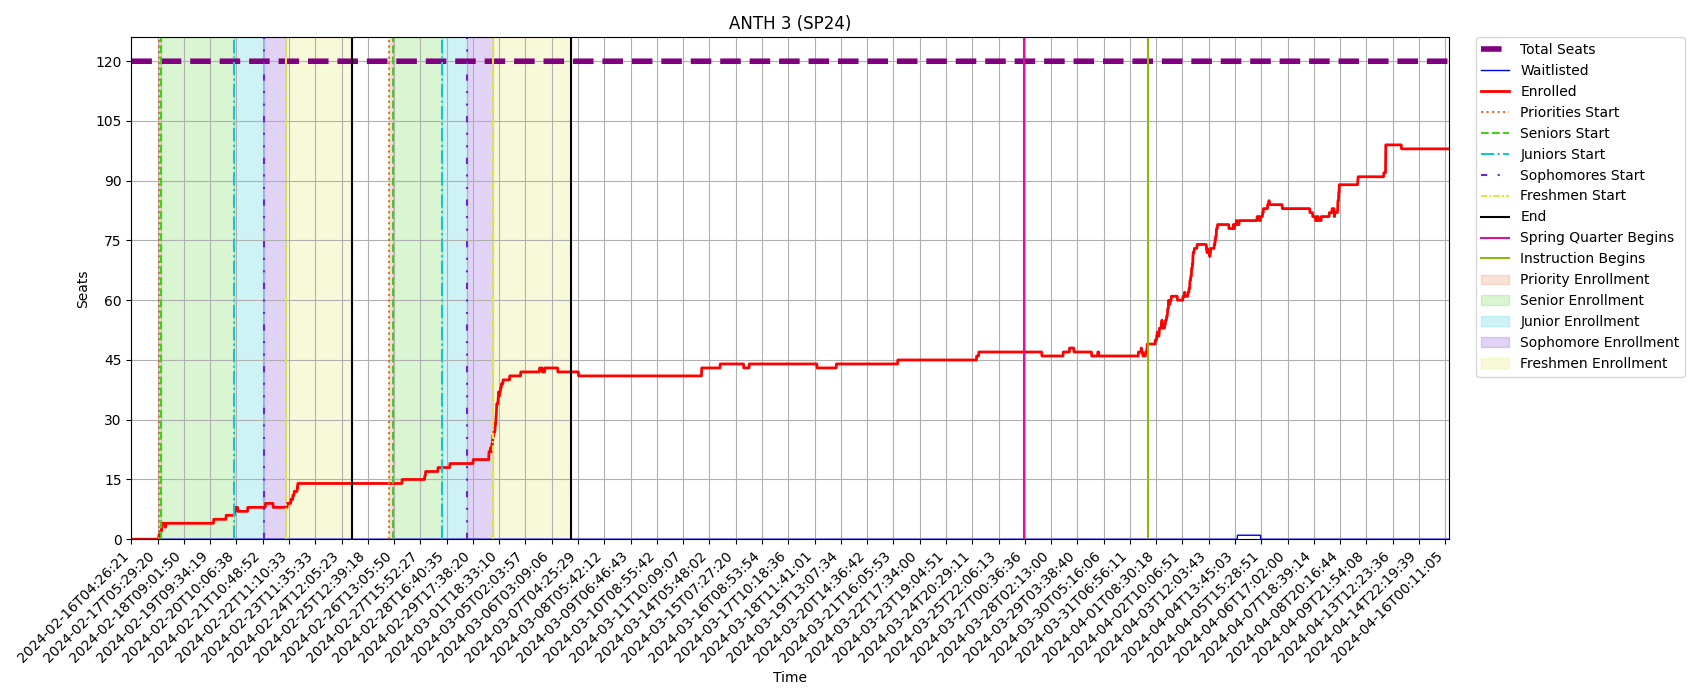 ANTH 3 (SP24)
Seats
120
105
90
75
60
45
30
15
0
2024-02-16T04:26:21
2024-02-17T05:29:20
2024-02-18T09:01:50
2024-02-19T09:34:19
2024-02-20T10:06:38
2024-02-21T10:48:52
2024-02-22T11:10:33
2024-02-23T11:35:33
2024-02-24T12:05:23
2024-02-25T12:39:18
2024-02-26T13:05:50
2024-02-27T15:52:27
2024-02-28T16:40:35
2024-02-29T17:38:20
2024-03-01T18:33:10
2024-03-05T02:03:57
2024-03-06T03:09:06
2024-03-07T04:25:29
2024-03-08T05:42:12
2024-03-09T06:46:43
2024-03-10T08:55:42
2024-03-11T10:09:07
2024-03-14T05:48:02
2024-03-15T07:27:20
2024-03-16T08:53:54
2024-03-17T10:18:36
2024-03-18T11:41:01
2024-03-19T13:07:34
2024-03-20T14:36:42
2024-03-21T16:05:53
2024-03-22T17:34:00
2024-03-23T19:04:51
2024-03-24T20:29:11
2024-03-25T22:06:13
2024-03-27T00:36:36
2024-03-28T02:13:00
2024-03-29T03:38:40
2024-03-30T05:16:06
2024-03-31T06:56:11
2024-04-01T08:30:18
2024-04-02T10:06:51
2024-04-03T12:03:43
2024-04-04T13:45:03
2024-04-05T15:28:51
2024-04-06T17:02:00
2024-04-07T18:39:14
2024-04-08T20:16:44
2024-04-09T21:54:08
2024-04-13T12:23:36
2024-04-14T22:19:39
2024-04-16T00:11:05
Time
Total Seats
Waitlisted
Enrolled
Priorities Start
Seniors Start
Juniors Start
Sophomores Start
Freshmen Start
End
Spring Quarter Begins
Instruction Begins
Priority Enrollment
Senior Enrollment
Junior Enrollment
Sophomore Enrollment
Freshmen Enrollment